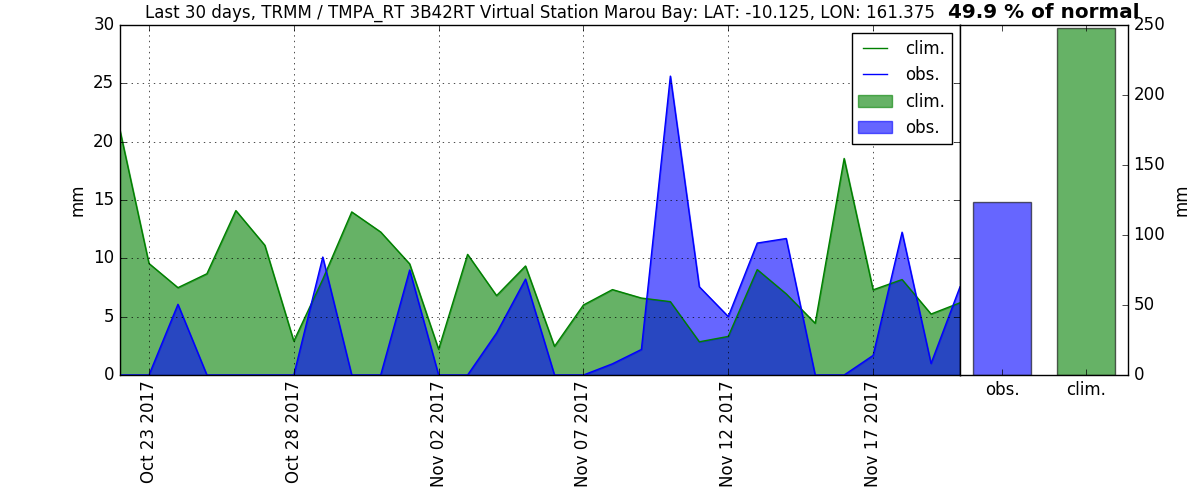 Last 30 days, TRMM / TMPA_RT 3B42RT Virtual Station Marou Bay: LAT: -10.125, LON: 161.375
49.9 % of normal
30
25
20
15
10
5
0
mm
clim.
obs.
clim.
obs.
250
200
150
100
50
0
mm
obs.
clim.
Oct 23 2017
Oct 28 2017
Nov 02 2017
Nov 07 2017
Nov 12 2017
Nov 17 2017